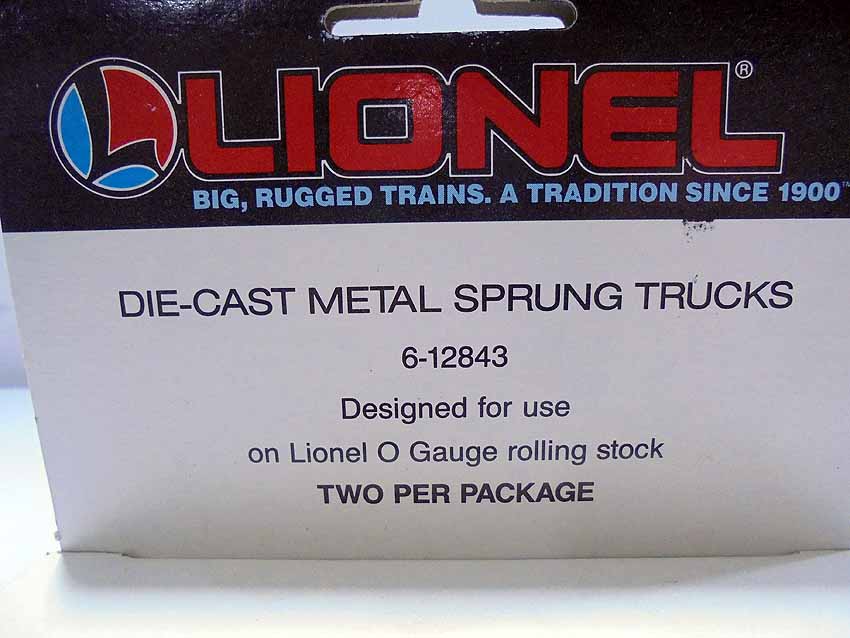 LIONEL®
BIG, RUGGED TRAINS. A TRADITION SINCE 1900™
DIE-CAST METAL SPRUNG TRUCKS
6-12843
Designed for use
on Lionel O Gauge rolling stock
TWO PER PACKAGE